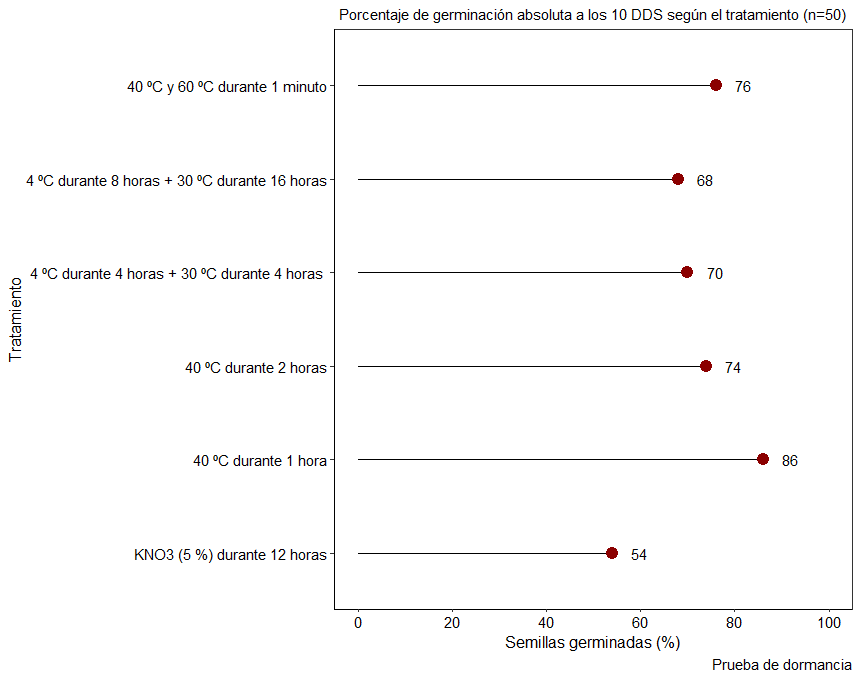 Porcentaje de germinación absoluta a los 10 DDS según el tratamiento (n=50)
Tratamiento
40 ºC y 60 ºC durante 1 minuto
76
4 ºC durante 8 horas + 30 ºC durante 16 horas
68
4 ºC durante 4 horas + 30 ºC durante 4 horas
70
40 ºC durante 2 horas
74
40 ºC durante 1 hora
86
KNO3 (5 %) durante 12 horas
54
0 20 40 60 80 100
Semillas germinadas (%)
Prueba de dormancia